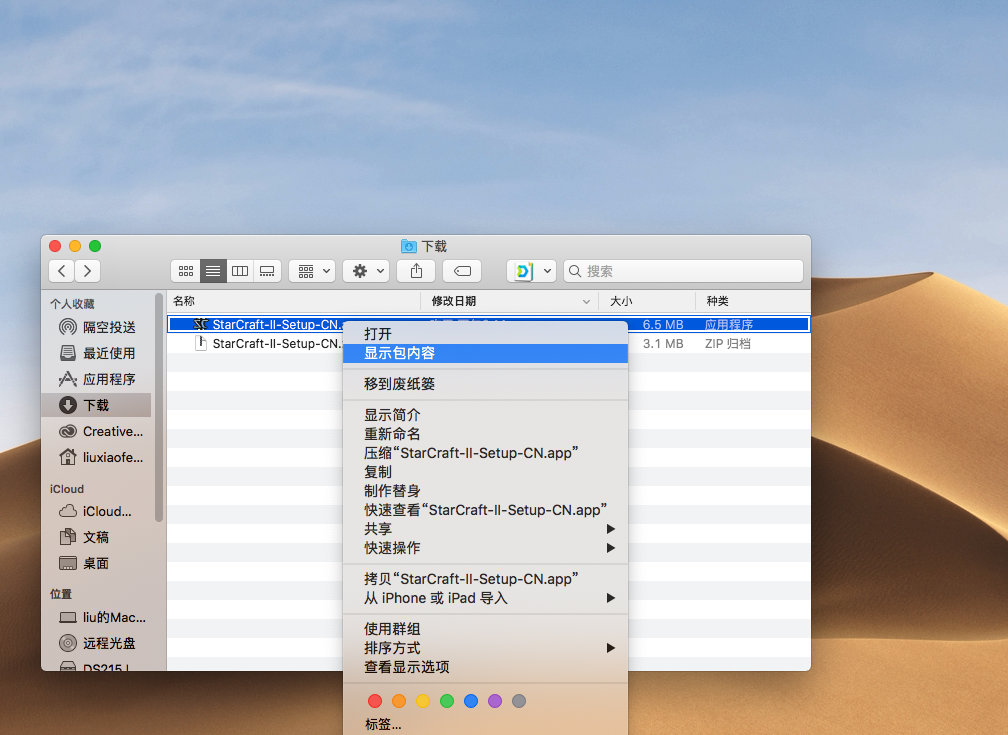 下载
搜索
名称 修改日期 大小 种类
个人收藏
隔空投送
最近使用
应用程序
下载
Creative...
liuxiaofe...
iCloud
iCloud...
文稿
桌面
位置
liu的Mac...
远程光盘
StarCraft-II-Setup-CN. 6.5 MB 应用程序
StarCraft-II-Setup-CN. 3.1 MB ZIP 归档
打开
显示包内容
移到废纸篓
显示简介
重新命名
压缩“StarCraft-II-Setup-CN.app”
复制
制作替身
快速查看“StarCraft-II-Setup-CN.app”
共享
快速操作
拷贝“StarCraft-II-Setup-CN.app”
从 iPhone 或 iPad 导入
使用群组
排序方式
查看显示选项
标签...